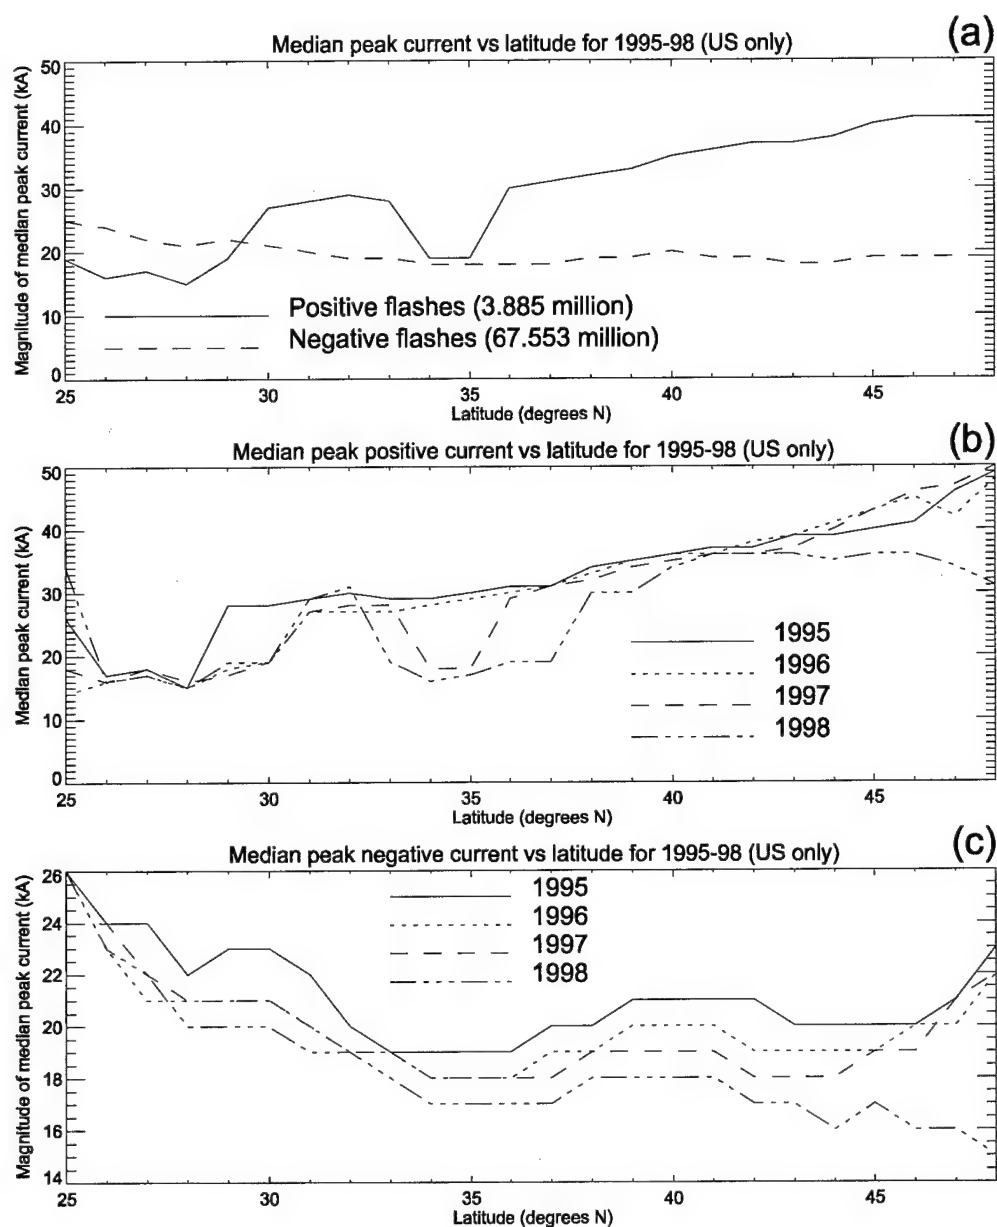 (a)
Median peak current vs latitude for 1995-98 (US only)
Magnitude of median peak current (kA)
50
40
30
20
10
0
Positive flashes (3.885 million)
Negative flashes (67.553 million)
25 30 35 40 45
Latitude (degrees N)
(b)
Median peak positive current vs latitude for 1995-98 (US only)
Median peak current (kA)
50
40
30
20
10
0
1995
1996
1997
1998
25 30 35 40 45
Latitude (degrees N)
(c)
Median peak negative current vs latitude for 1995-98 (US only)
Magnitude of median peak current (kA)
26
24
22
20
18
16
14
1995
1996
1997
1998
25 30 35 40 45
Latitude (degrees N)